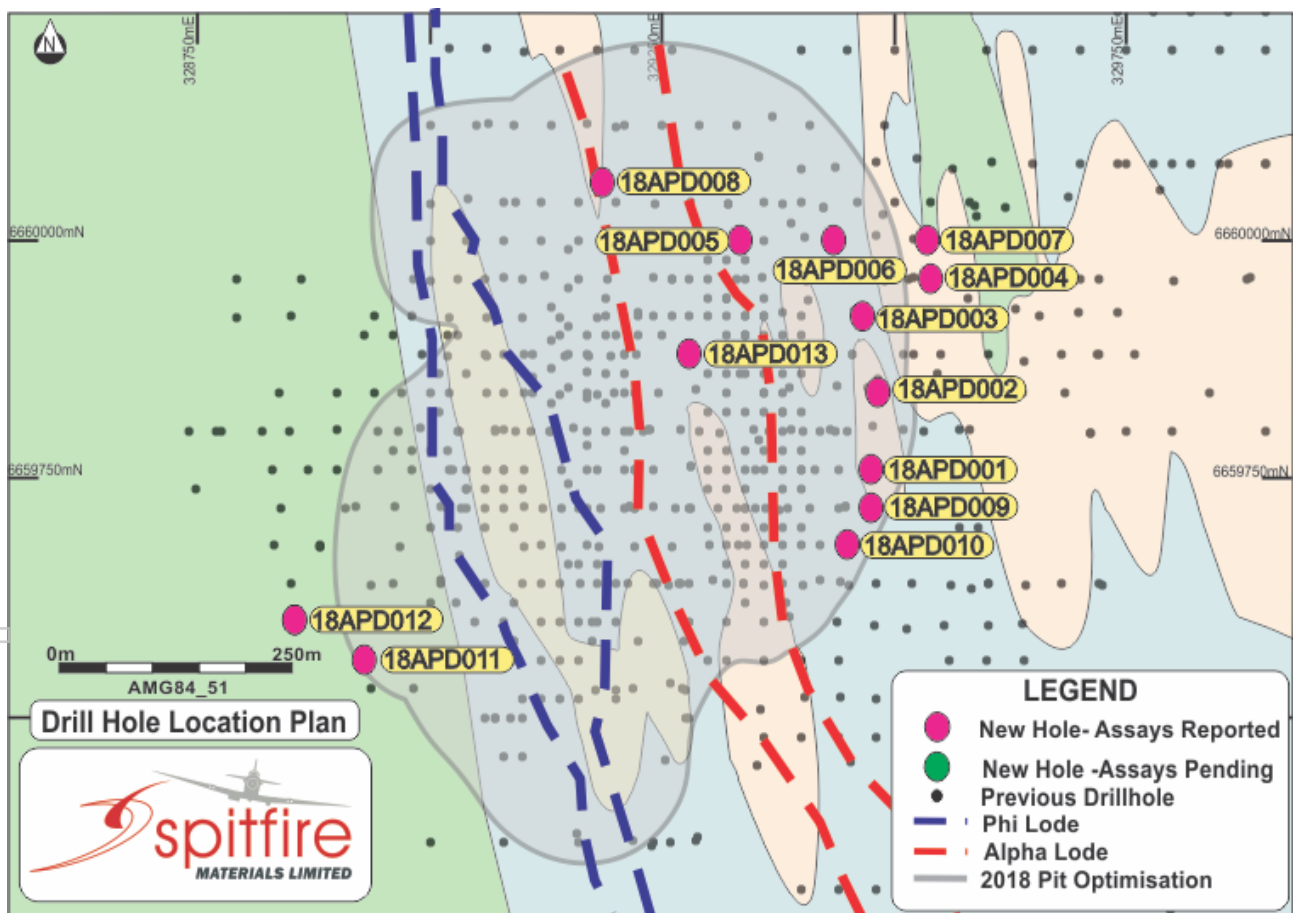 328750mE
329250mE
329750mE
N
18APD008
6660000mN
18APD005
18APD007
6660000mN
18APD006
18APD004
18APD003
18APD013
18APD002
6659750mN
18APD001
6659750mN
18APD009
18APD010
18APD012
0m
250m
18APD011
AMG84_51
Drill Hole Location Plan
LEGEND
New Hole- Assays Reported
New Hole -Assays Pending
Previous Drillhole
Phi Lode
Alpha Lode
2018 Pit Optimisation
spitfire
MATERIALS LIMITED